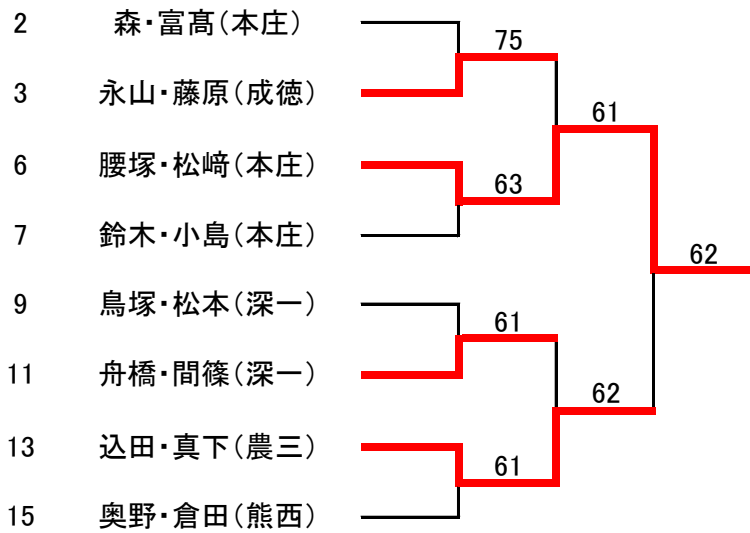 2 森・富髙(本庄)
75
3 永山・藤原(成徳)
61
6 腰塚・松﨑(本庄)
63
7 鈴木・小島(本庄)
62
9 鳥塚・松本(深一)
61
11 舟橋・間篠(深一)
62
13 込田・真下(農三)
61
15 奥野・倉田(熊西)